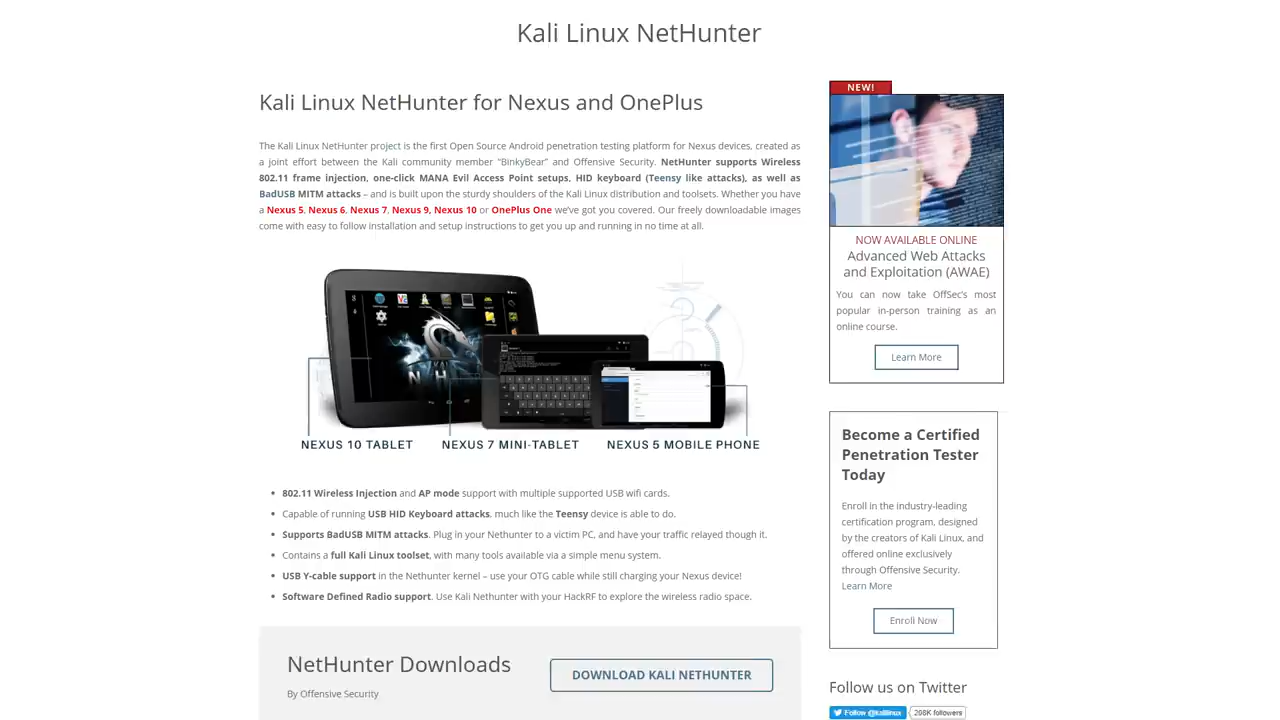 Kali Linux NetHunter
Kali Linux NetHunter for Nexus and OnePlus
The Kali Linux NetHunter project is the first Open Source Android penetration testing platform for Nexus devices, created as
a joint effort between the Kali community member “BinkyBear” and Offensive Security. NetHunter supports Wireless
802.11 frame injection, one-click MANA Evil Access Point setups, HID keyboard (Teensy like attacks), as well as
BadUSB MITM attacks – and is built upon the sturdy shoulders of the Kali Linux distribution and toolsets. Whether you have
a Nexus 5, Nexus 6, Nexus 7, Nexus 9, Nexus 10 or OnePlus One we’ve got you covered. Our freely downloadable images
come with easy to follow installation and setup instructions to get you up and running in no time at all.
NEXUS 10 TABLET
NEXUS 7 MINI-TABLET
NEXUS 5 MOBILE PHONE
• 802.11 Wireless Injection and AP mode support with multiple supported USB wifi cards.
• Capable of running USB HID Keyboard attacks, much like the Teensy device is able to do.
• Supports BadUSB MITM attacks. Plug in your Nethunter to a victim PC, and have your traffic relayed though it.
• Contains a full Kali Linux toolset, with many tools available via a simple menu system.
• USB Y-cable support in the Nethunter kernel – use your OTG cable while still charging your Nexus device!
• Software Defined Radio support. Use Kali Nethunter with your HackRF to explore the wireless radio space.
NetHunter Downloads
By Offensive Security
DOWNLOAD KALI NETHUNTER
NEW!
NOW AVAILABLE ONLINE
Advanced Web Attacks
and Exploitation (AWAE)
You can now take OffSec’s most
popular in-person training as an
online course.
Learn More
Become a Certified
Penetration Tester
Today
Enroll in the industry-leading
certification program, designed
by the creators of Kali Linux, and
offered online exclusively
through Offensive Security.
Learn More
Enroll Now
Follow us on Twitter
Follow @kalilinux
298K followers